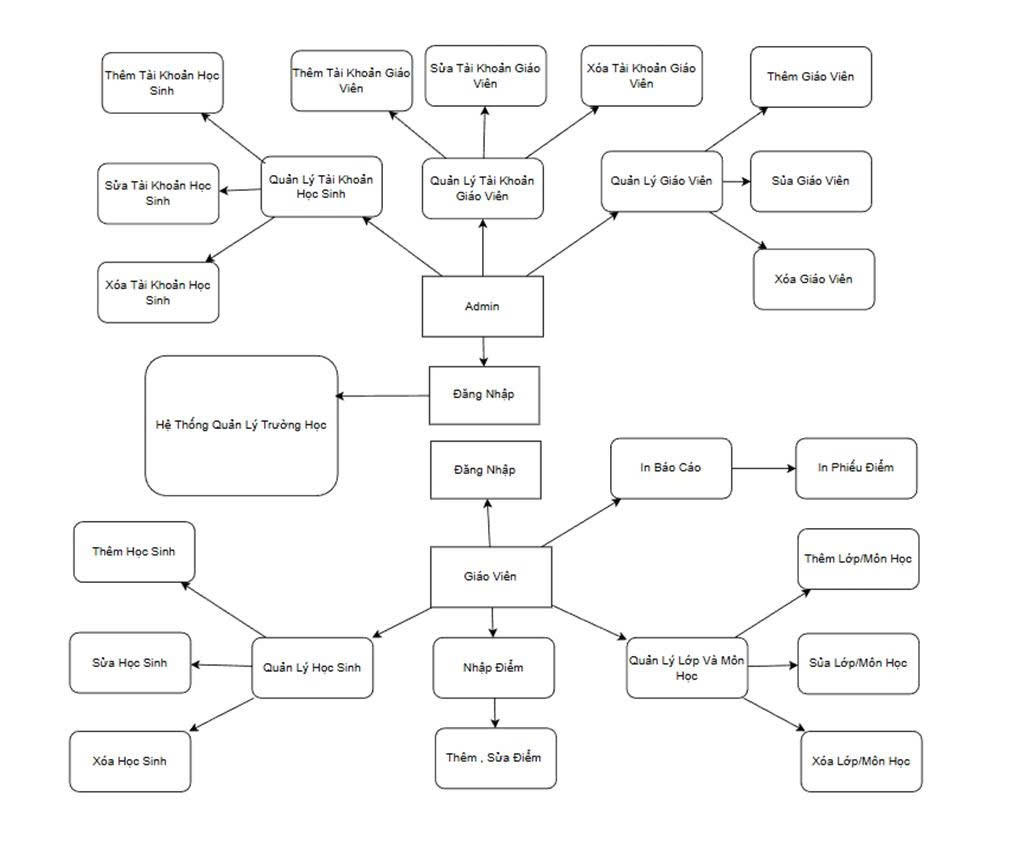 Thêm Tài Khoản Học
Sinh
Thêm Tài Khoản Giáo
Viên
Sửa Tài Khoản Giáo
Viên
Xóa Tài Khoản Giáo
Viên
Thêm Giáo Viên
Sửa Tài Khoản Học
Sinh
Quản Lý Tài Khoản
Học Sinh
Quản Lý Tài Khoản
Giáo Viên
Quản Lý Giáo Viên
Sủa Giáo Viên
Xóa Tài Khoản Học
Sinh
Xóa Giáo Viên
Admin
Đăng Nhập
Hệ Thống Quản Lý Trường Học
Đăng Nhập
In Báo Cáo
In Phiếu Điểm
Thêm Học Sinh
Giáo Viên
Thêm Lớp/Môn Học
Sửa Học Sinh
Quản Lý Học Sinh
Nhập Điểm
Quản Lý Lớp Và Môn
Học
Sủa Lớp/Môn Học
Xóa Học Sinh
Thêm , Sửa Điểm
Xóa Lớp/Môn Học